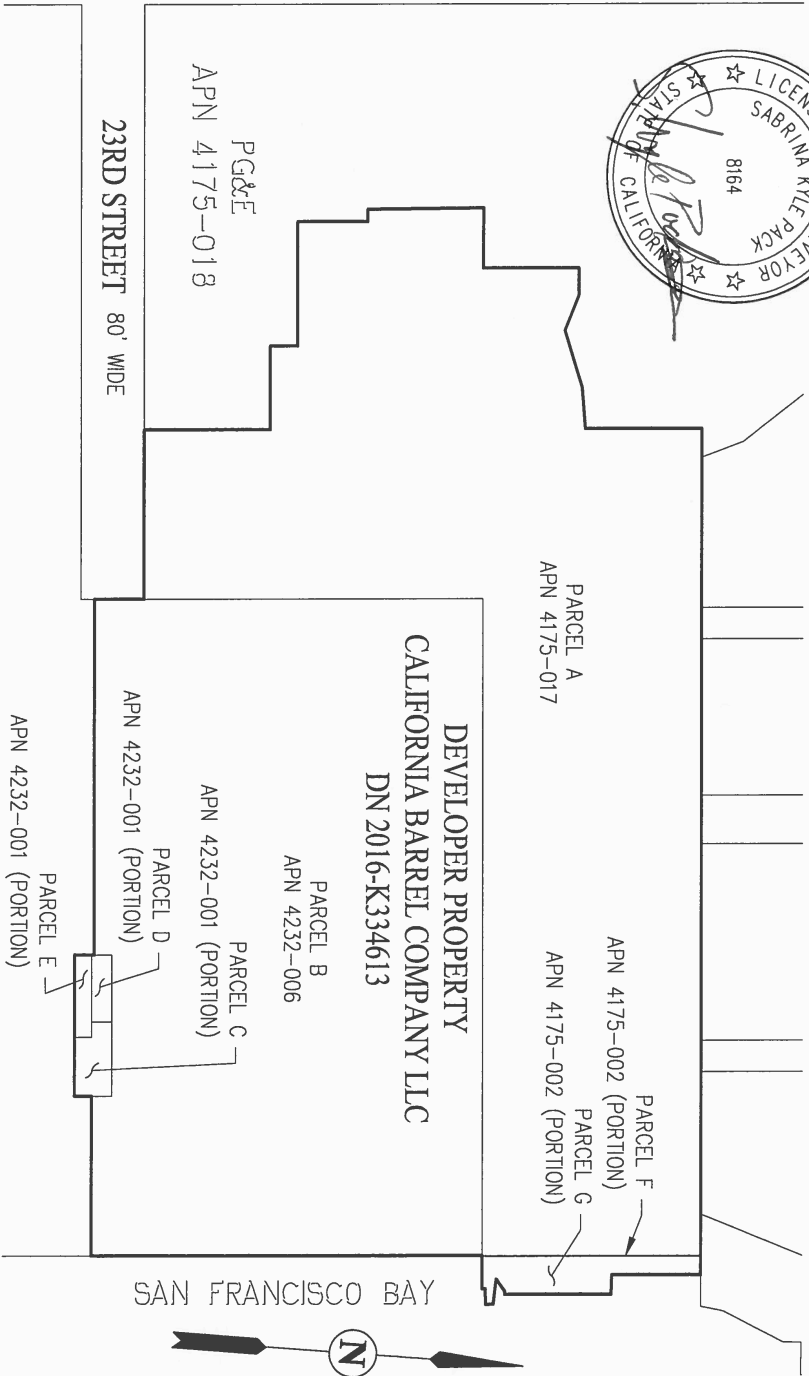 LICENS
SABRINA KYLE PACK
VEYOR
8164
STATE OF CALIFORNIA
PG&E
APN 4175-018
23RD STREET 80' WIDE
PARCEL A
APN 4175-017
DEVELOPER PROPERTY
CALIFORNIA BARREL COMPANY LLC
DN 2016-K334613
PARCEL B
APN 4232-006
PARCEL C
APN 4232-001 (PORTION)
PARCEL D
APN 4232-001 (PORTION)
PARCEL E
APN 4232-001 (PORTION)
PARCEL F
APN 4175-002 (PORTION)
PARCEL G
APN 4175-002 (PORTION)
SAN FRANCISCO BAY
N